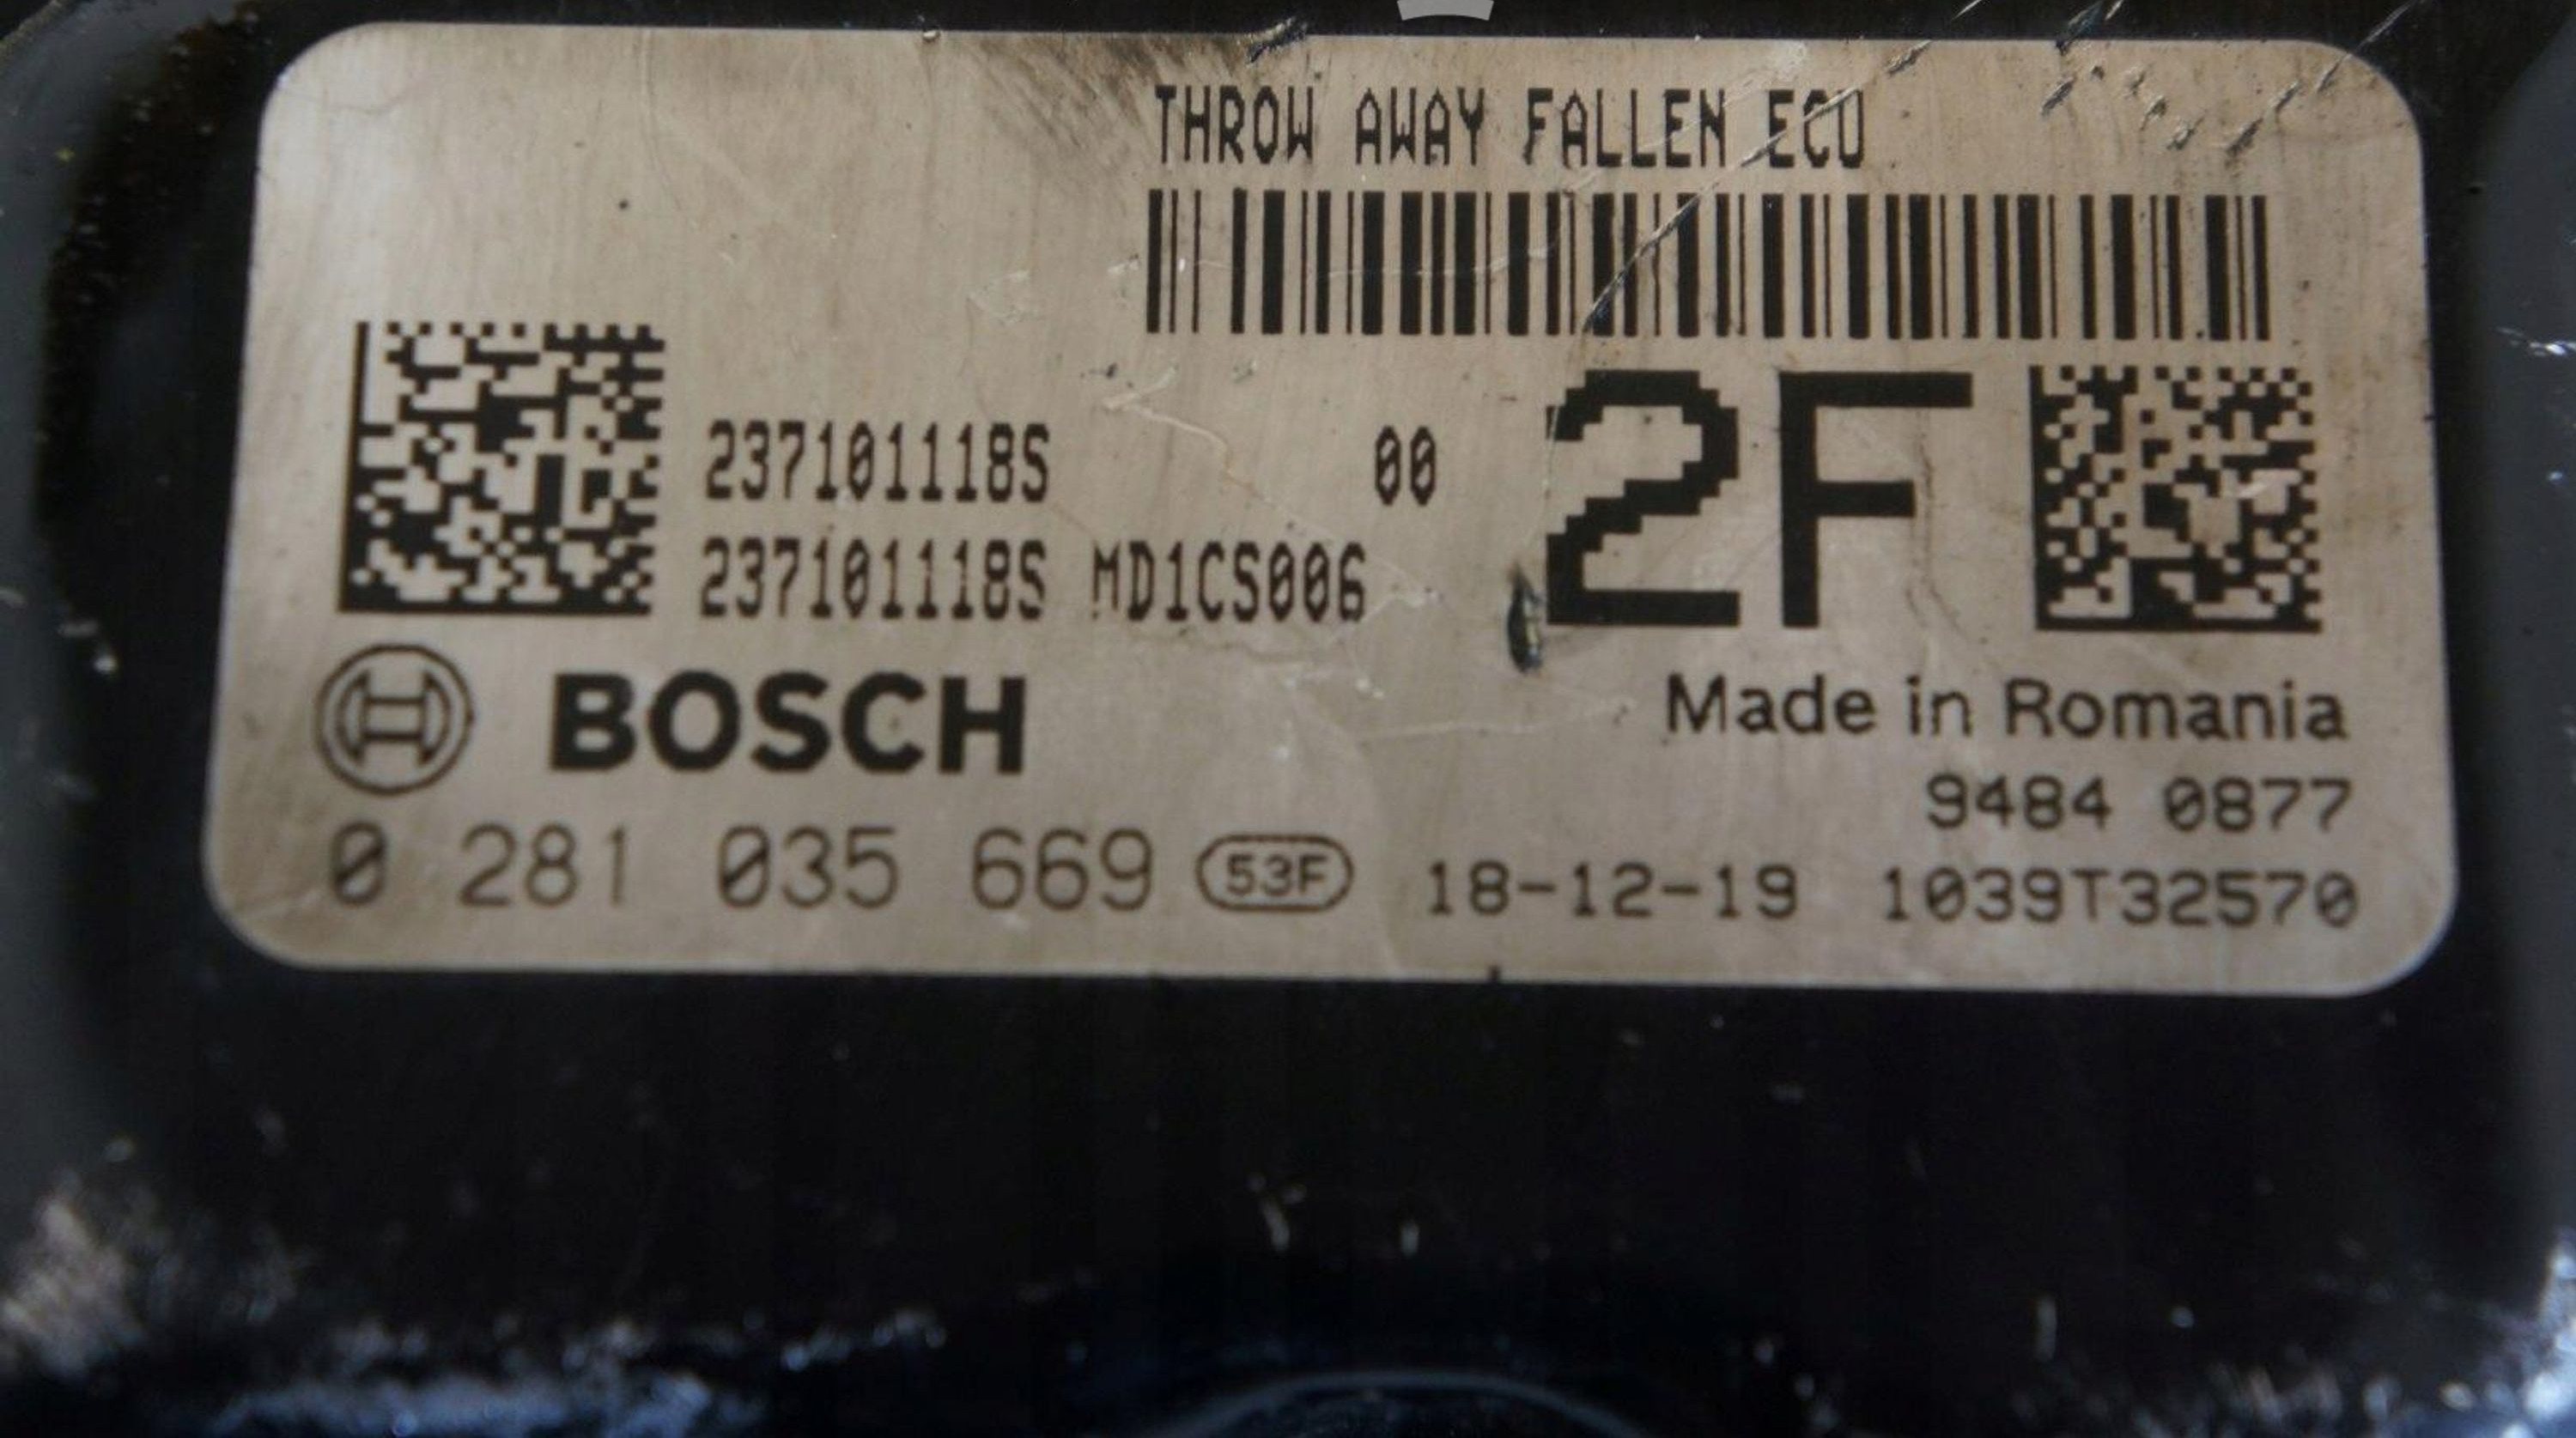 THROW AWAY FALLEN ECU
237101118S 00 2F
237101118S MD1CS006
BOSCH
Made in Romania
9484 0877
0 281 035 669 53F 18-12-19 1039T32570